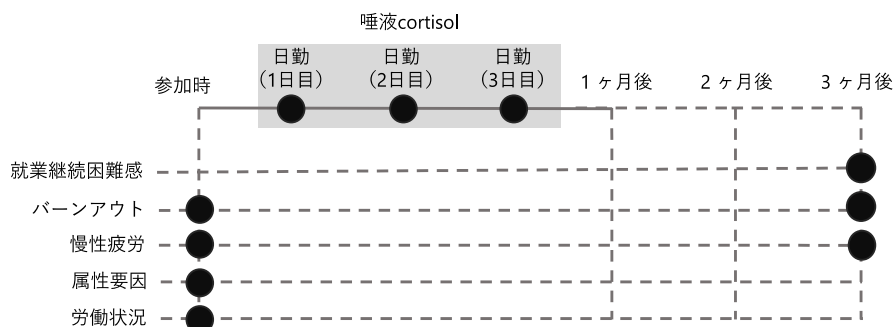 唾液cortisol
日勤 日勤 日勤
参加時 (1日目) (2日目) (3日目) 1ヶ月後 2ヶ月後 3ヶ月後
就業継続困難感
バーンアウト
慢性疲労
属性要因
労働状況